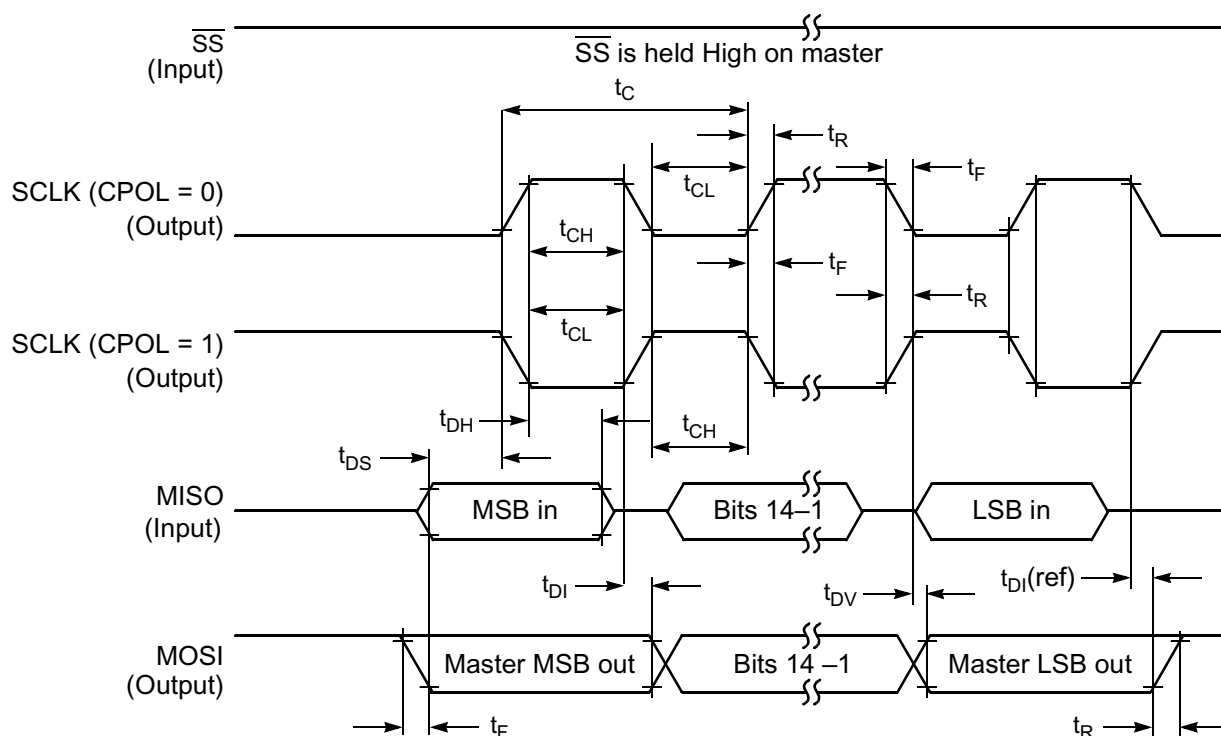 SS
(Input)
SS is held High on master
tC
tR
tF
SCLK (CPOL = 0)
(Output)
tCL
tCH
tF
tR
tCL
SCLK (CPOL = 1)
(Output)
tDH
tCH
tDS
MISO
(Input)
MSB in
Bits 14–1
LSB in
tDI
tDV
tDI(ref)
MOSI
(Output)
Master MSB out
Bits 14 –1
Master LSB out
tF
tR